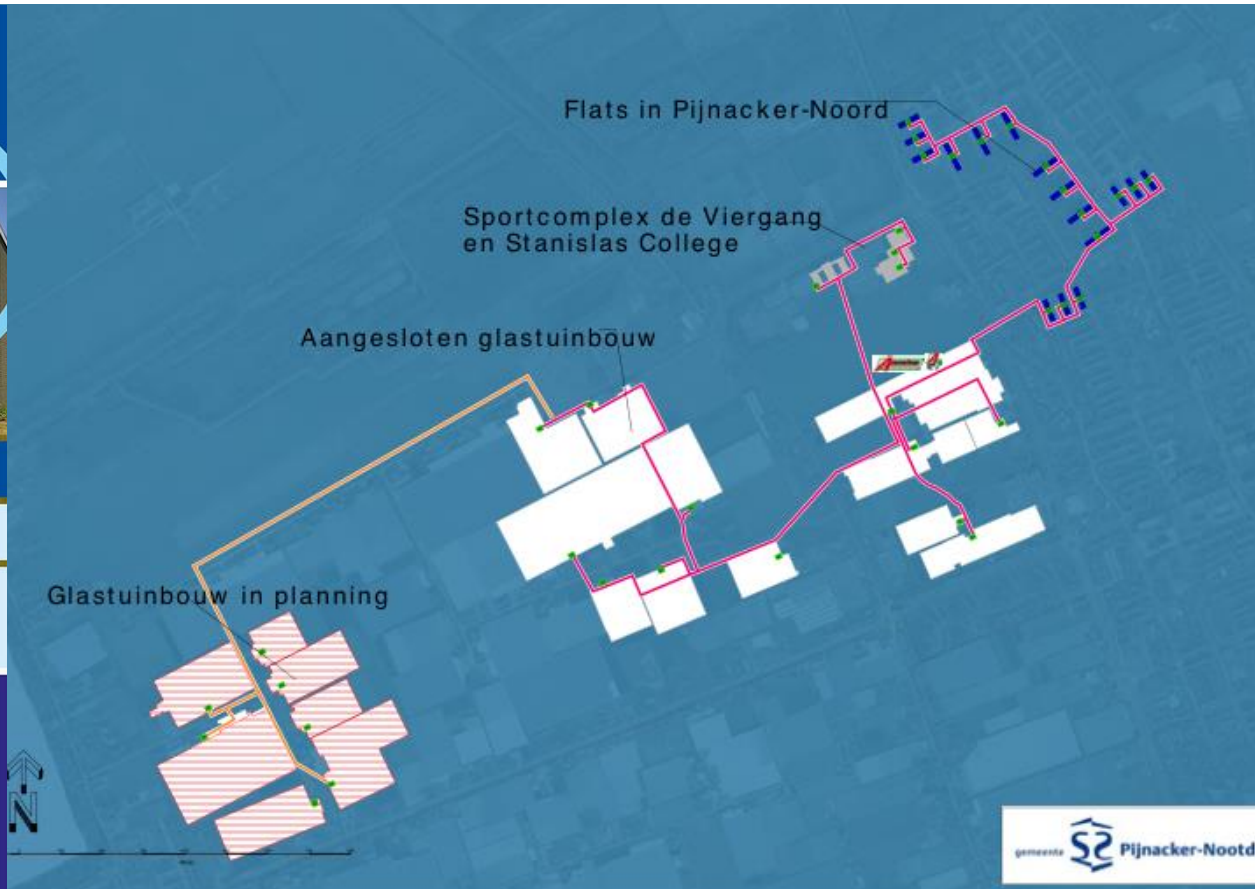 Flats in Pijnacker-Noord
Sportcomplex de Viergang
en Stanislas College
Aangesloten glastuinbouw
Glastuinbouw in planning
N
gemeente Pijnacker-Nootd